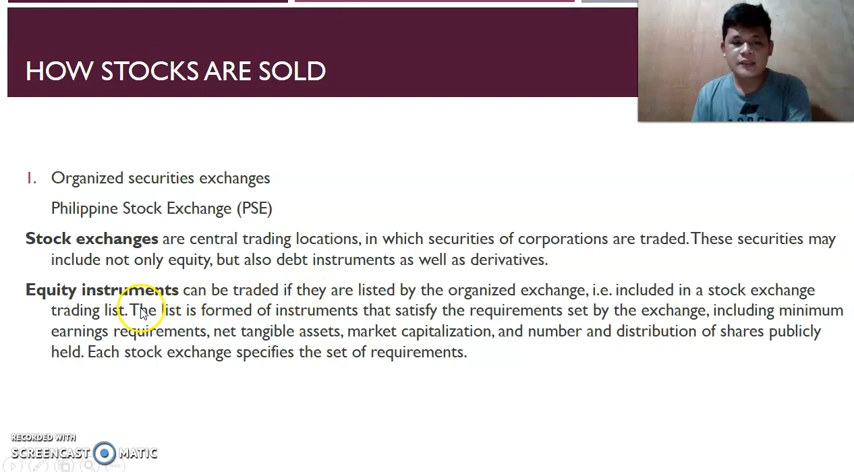 HOW STOCKS ARE SOLD
1. Organized securities exchanges
Philippine Stock Exchange (PSE)
Stock exchanges are central trading locations, in which securities of corporations are traded. These securities may
include not only equity, but also debt instruments as well as derivatives.
Equity instruments can be traded if they are listed by the organized exchange, i.e. included in a stock exchange
trading list. The list is formed of instruments that satisfy the requirements set by the exchange, including minimum
earnings requirements, net tangible assets, market capitalization, and number and distribution of shares publicly
held. Each stock exchange specifies the set of requirements.
RECORDED WITH
SCREENCAST MATIC